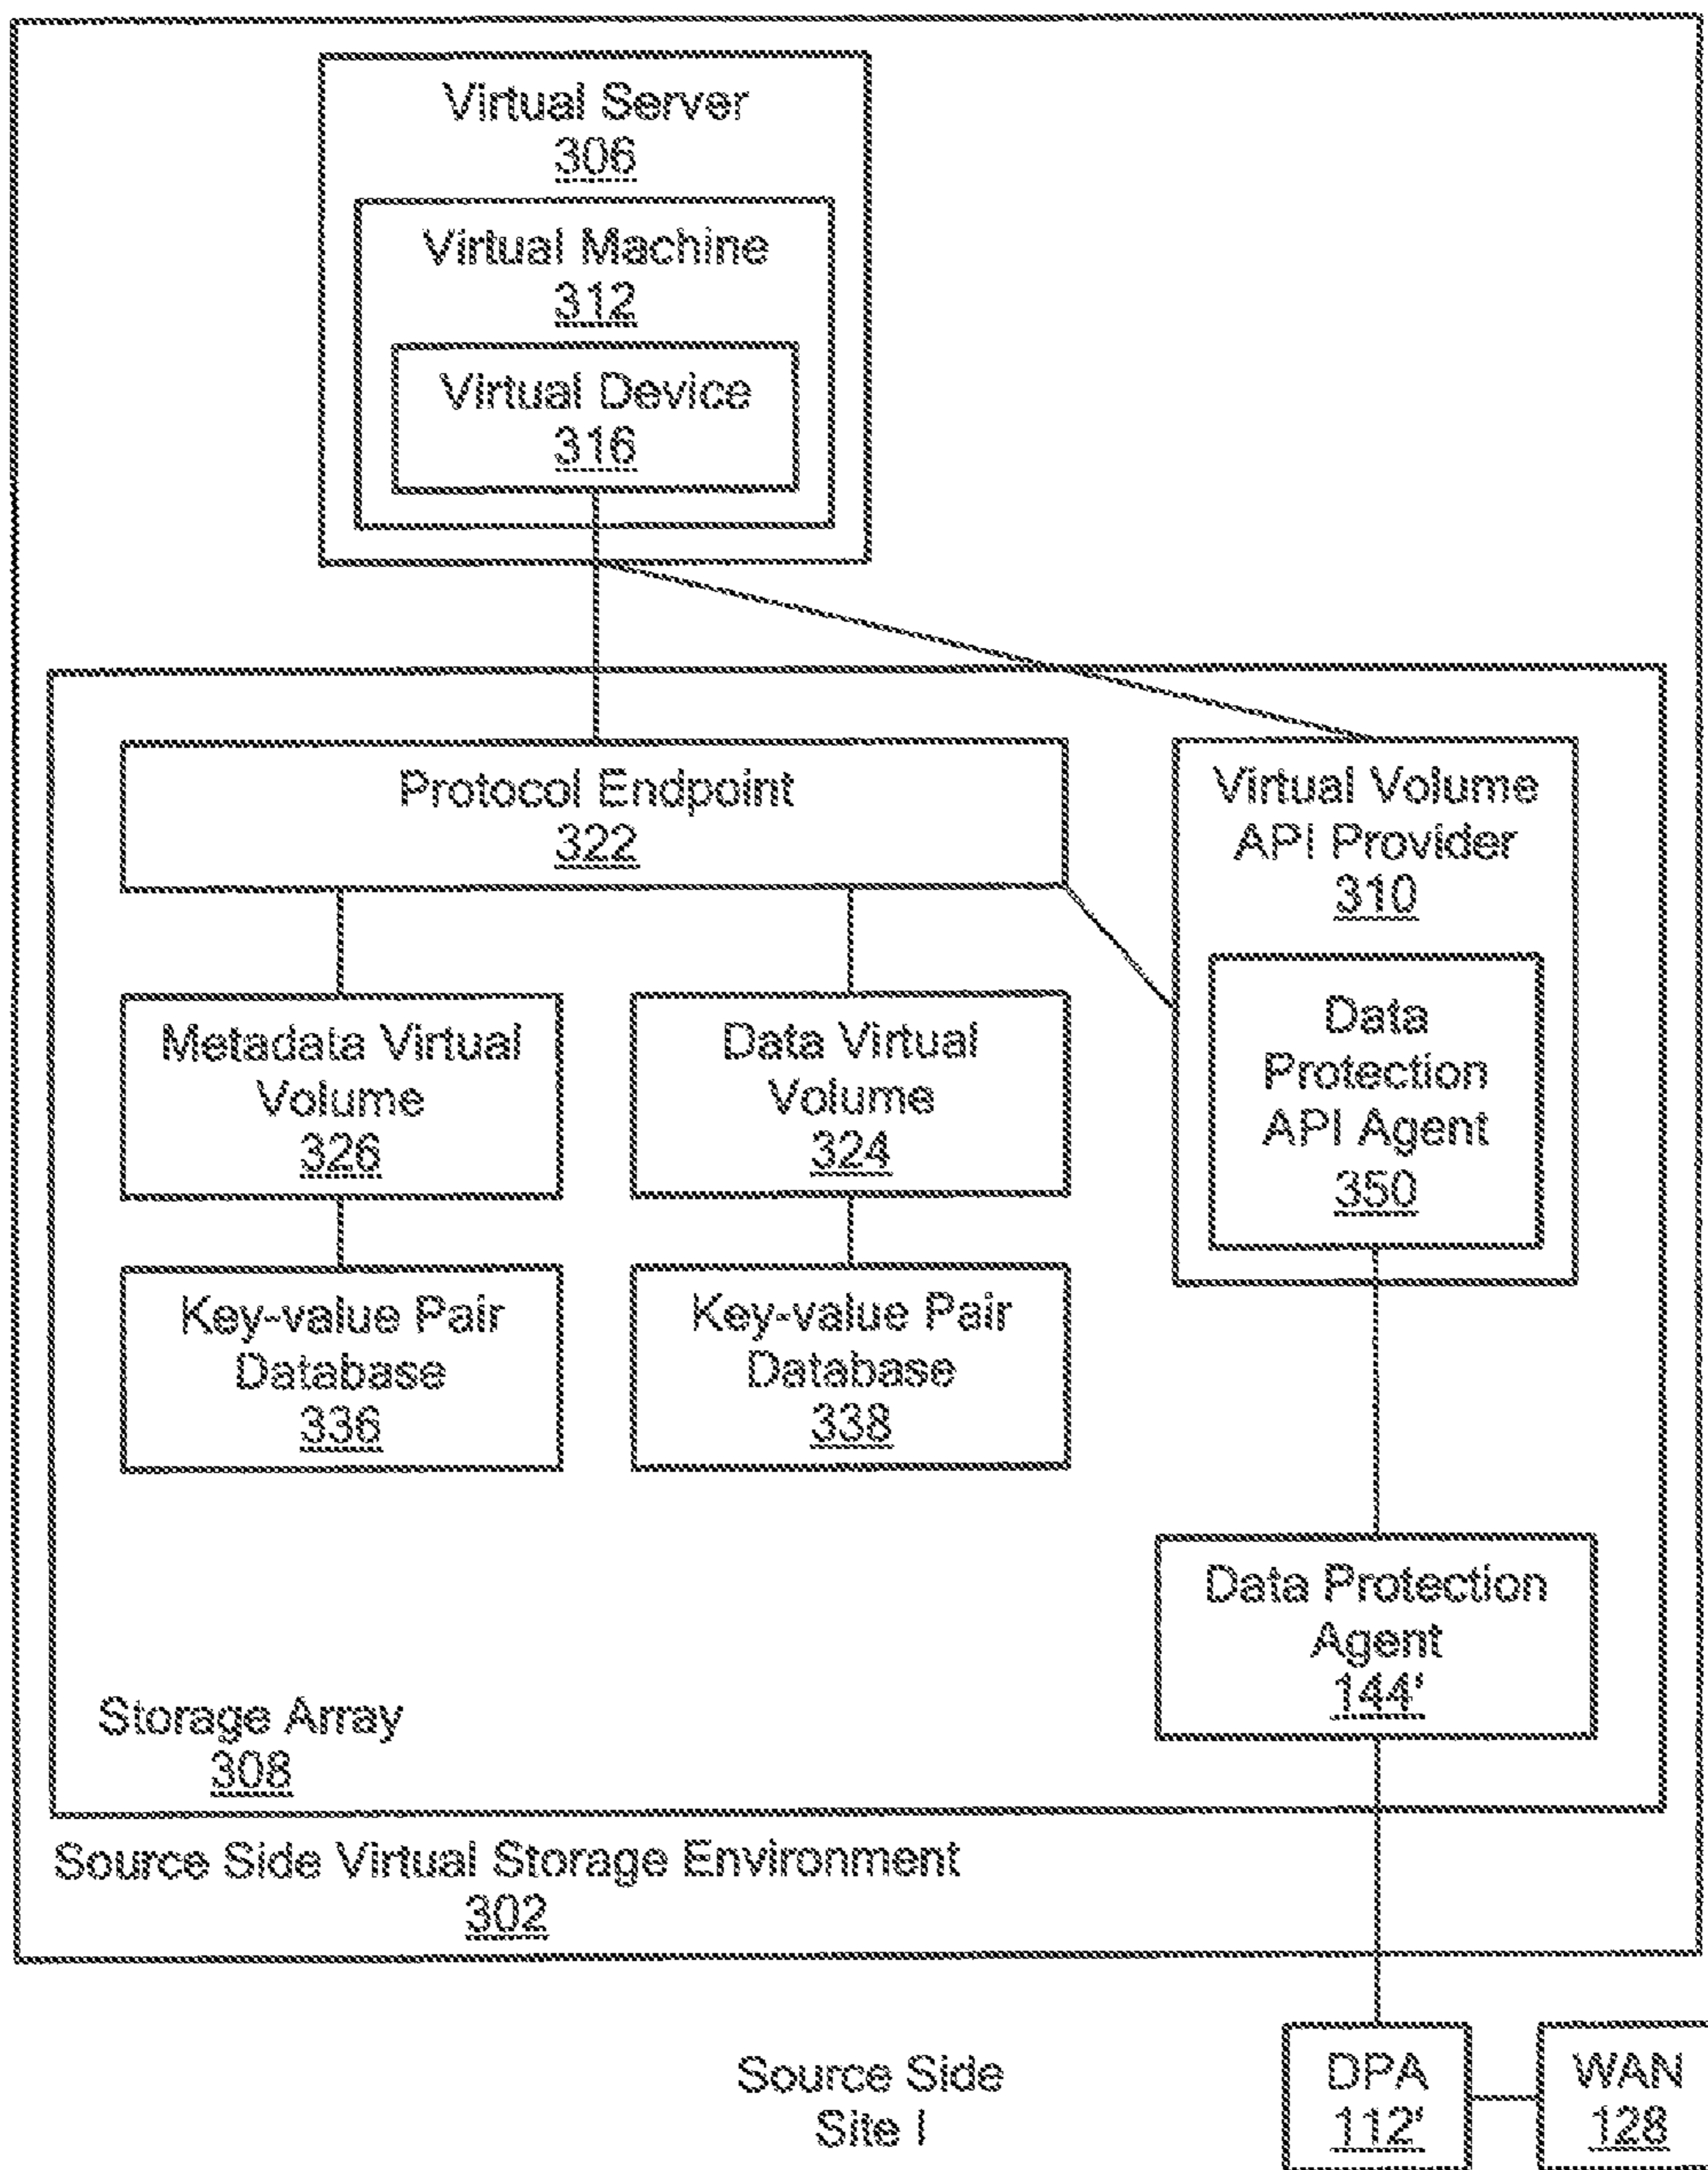 Virtual Server
306
Virtual Machine
312
Virtual Device
316
Protocol Endpoint
322
Virtual Volume
API Provider
310
Metadata Virtual
Volume
326
Data Virtual
Volume
324
Data
Protection
API Agent
350
Key-value Pair
Database
336
Key-value Pair
Database
338
Data Protection
Agent
144'
Storage Array
308
Source Side Virtual Storage Environment
302
Source Side
Site I
DPA
112'
WAN
128